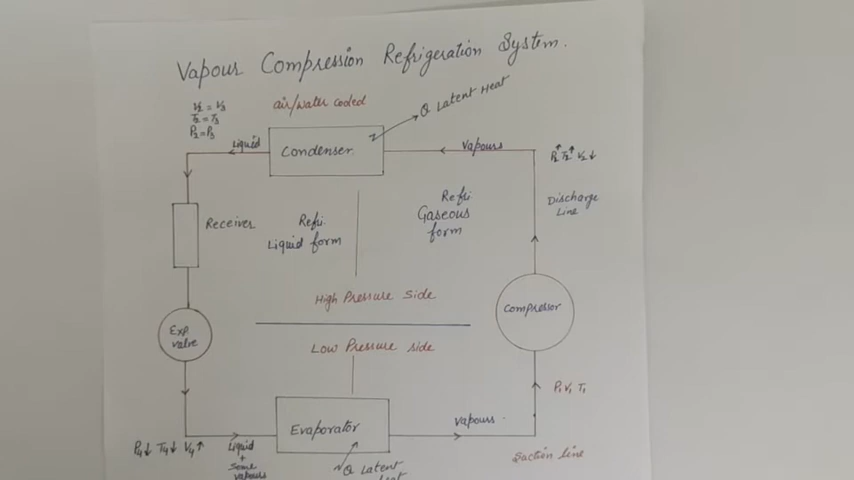 Vapour Compression Refrigeration System.
V2 = V3
T2 = T3
P2 = P3
air/water cooled
Q Latent Heat
Liquid
Condenser
Vapours
P2↑ T2↑ V2↓
Discharge
Line
Receiver
Refri.
Liquid form
Refri
Gaseous
form
High Pressure Side
Compressor
Exp
valve
Low Pressure side
P1 V1 T1
P4↓ T4↓ V4↑
Liquid
+
Some
vapours
Evaporator
Vapours
Q Latent
Heat
Suction line